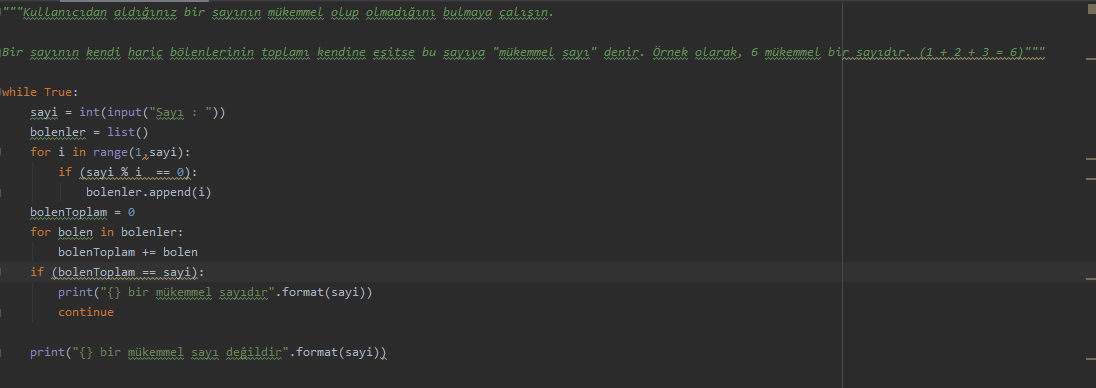 """Kullanıcıdan aldığınız bir sayının mükemmel olup olmadığını bulmaya çalışın.
Bir sayının kendi hariç bölenlerinin toplamı kendine eşitse bu sayıya "mükemmel sayı" denir. Örnek olarak, 6 mükemmel bir sayıdır. (1 + 2 + 3 = 6)"""
while True:
    sayi = int(input("Sayı : "))
    bolenler = list()
    for i in range(1,sayi):
        if (sayi % i  == 0):
            bolenler.append(i)
    bolenToplam = 0
    for bolen in bolenler:
        bolenToplam += bolen
    if (bolenToplam == sayi):
        print("{} bir mükemmel sayıdır".format(sayi))
        continue
    print("{} bir mükemmel sayı değildir".format(sayi))